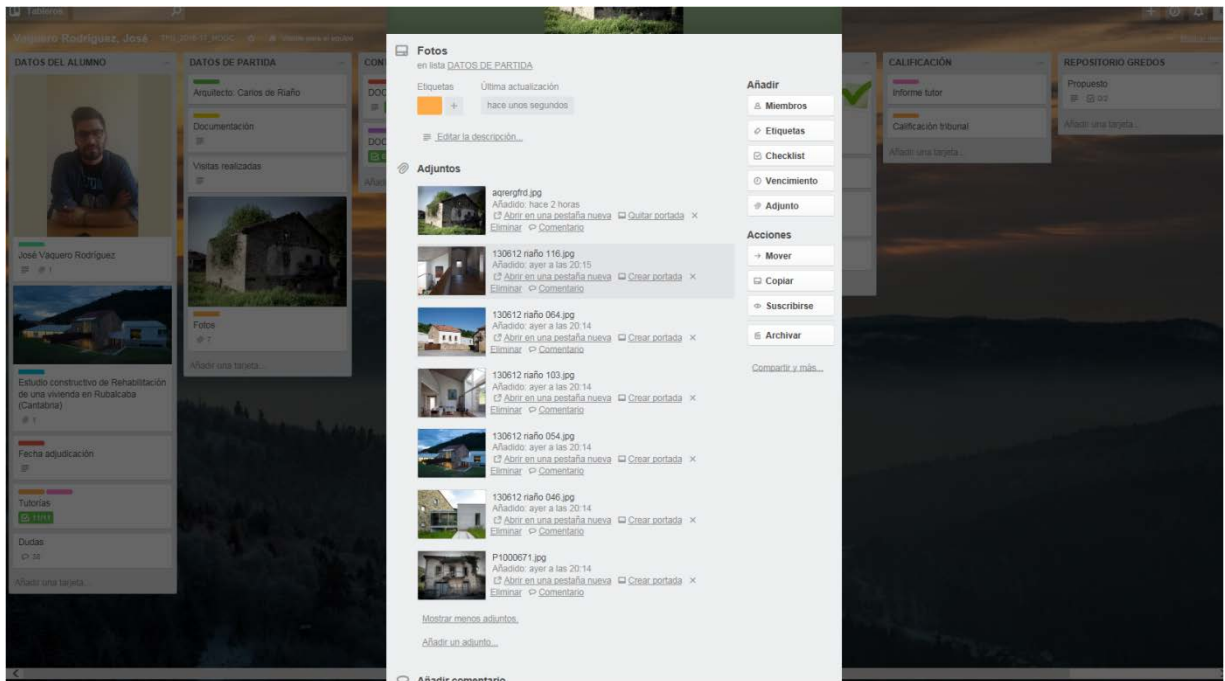 Tableros
Vaquero Rodríguez, José
DATOS DEL ALUMNO
José Vaquero Rodríguez
1
Estudio constructivo de Rehabilitación
de una vivienda en Rubalcaba
(Cantabria)
1
Fecha adjudicación
Tutorías
11/11
Dudas
Añadir una tarjeta...
DATOS DE PARTIDA
Arquitecto: Carlos de Riaño
Documentación
Visitas realizadas
Fotos
7
Añadir una tarjeta...
CON
DOC
DOC
Añad
Fotos
en lista DATOS DE PARTIDA
Etiquetas Última actualización
+ hace unos segundos
Editar la descripción...
Adjuntos
aqrergfrd.jpg
Añadido: hace 2 horas
Abrir en una pestaña nueva Quitar portada ×
Eliminar Comentario
130612 riaño 116.jpg
Añadido: ayer a las 20:15
Abrir en una pestaña nueva Crear portada ×
Eliminar Comentario
130612 riaño 064.jpg
Añadido: ayer a las 20:14
Abrir en una pestaña nueva Crear portada ×
Eliminar Comentario
130612 riaño 103.jpg
Añadido: ayer a las 20:14
Abrir en una pestaña nueva Crear portada ×
Eliminar Comentario
130612 riaño 054.jpg
Añadido: ayer a las 20:14
Abrir en una pestaña nueva Crear portada ×
Eliminar Comentario
130612 riaño 046.jpg
Añadido: ayer a las 20:14
Abrir en una pestaña nueva Crear portada ×
Eliminar Comentario
P1000671.jpg
Añadido: ayer a las 20:14
Abrir en una pestaña nueva Crear portada ×
Eliminar Comentario
Mostrar menos adjuntos.
Añadir un adjunto...
Añadir comentario
Añadir
Miembros
Etiquetas
Checklist
Vencimiento
Adjunto
Acciones
Mover
Copiar
Suscribirse
Archivar
Compartir y más...
CALIFICACIÓN
Informe tutor
Calificación tribunal
Añadir una tarjeta...
REPOSITORIO GREDOS
Propuesto
0/2
Añadir una tarjeta...